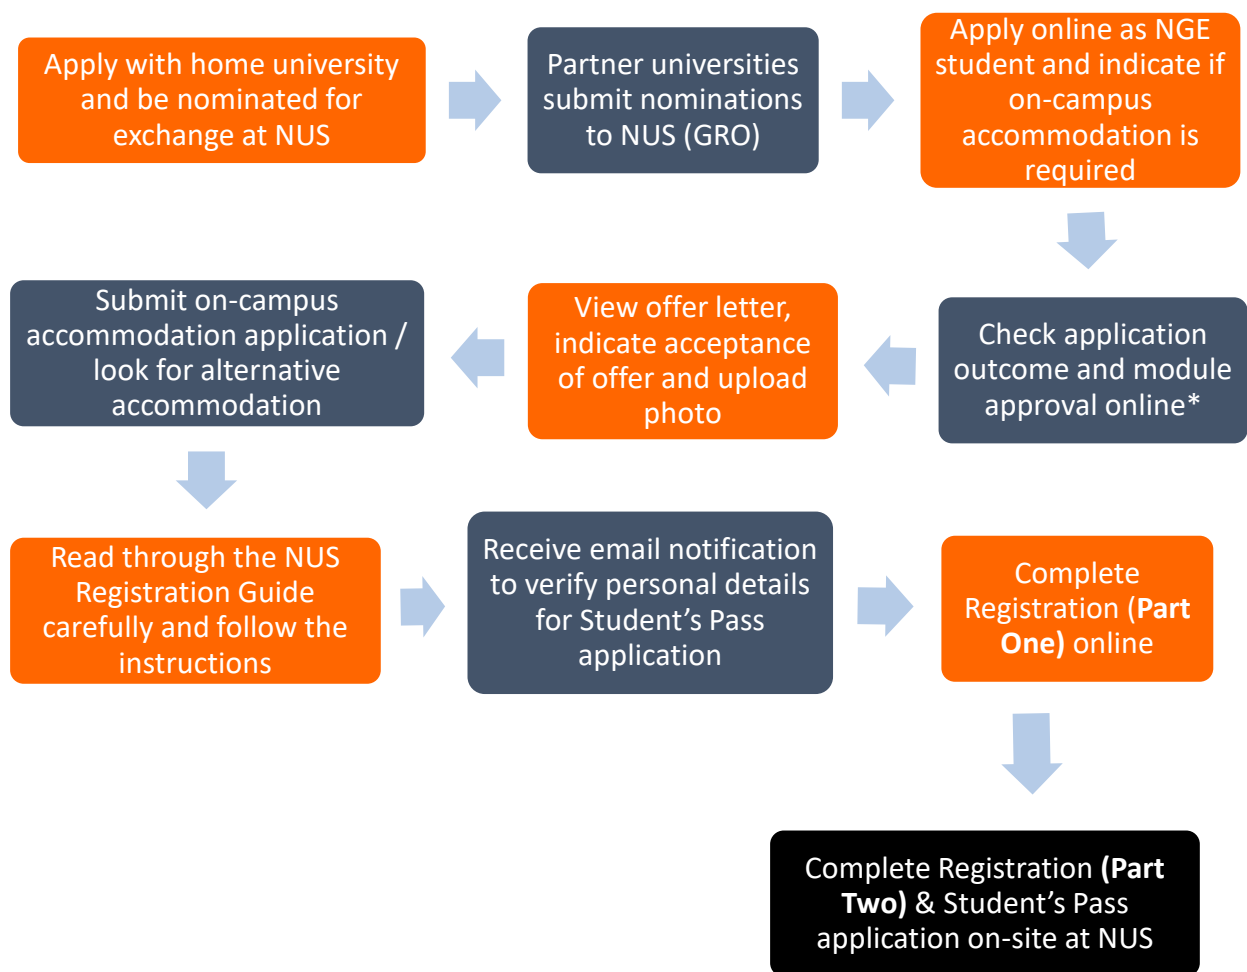 Apply with home university
and be nominated for
exchange at NUS
Partner universities
submit nominations
to NUS (GRO)
Apply online as NGE
student and indicate if
on-campus
accommodation is
required
Check application
outcome and module
approval online*
View offer letter,
indicate acceptance
of offer and upload
photo
Submit on-campus
accommodation application /
look for alternative
accommodation
Read through the NUS
Registration Guide
carefully and follow the
instructions
Receive email notification
to verify personal details
for Student’s Pass
application
Complete
Registration (Part
One) online
Complete Registration (Part
Two) & Student’s Pass
application on-site at NUS